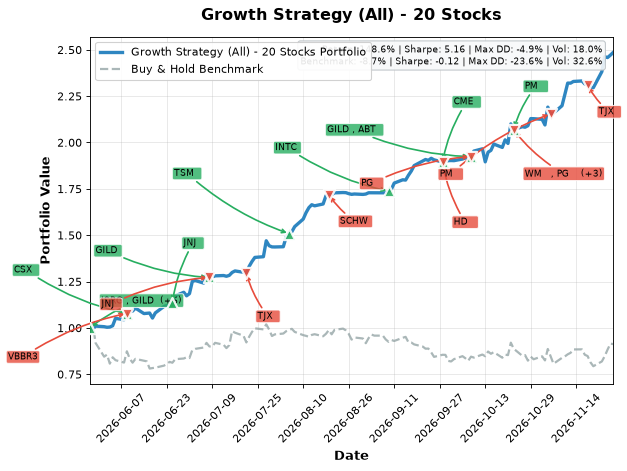 Growth Strategy (All) - 20 Stocks
Growth Strategy (All) - 20 Stocks Portfolio
Buy & Hold Benchmark
8.6% | Sharpe: 5.16 | Max DD: -4.9% | Vol: 18.0%
7% | Sharpe: -0.12 | Max DD: -23.6% | Vol: 32.6%
Portfolio Value
2.50
2.25
2.00
1.75
1.50
1.25
1.00
0.75
PM
CME
TJX
GILD , ABT
INTC
TSM
PG
PM
WM , PG (+3)
SCHW
HD
JNJ
GILD
CSX
, GILD
JNJ
TJX
VBBR3
2026-06-07
2026-06-23
2026-07-09
2026-07-25
2026-08-10
2026-08-26
2026-09-11
2026-09-27
2026-10-13
2026-10-29
2026-11-14
Date